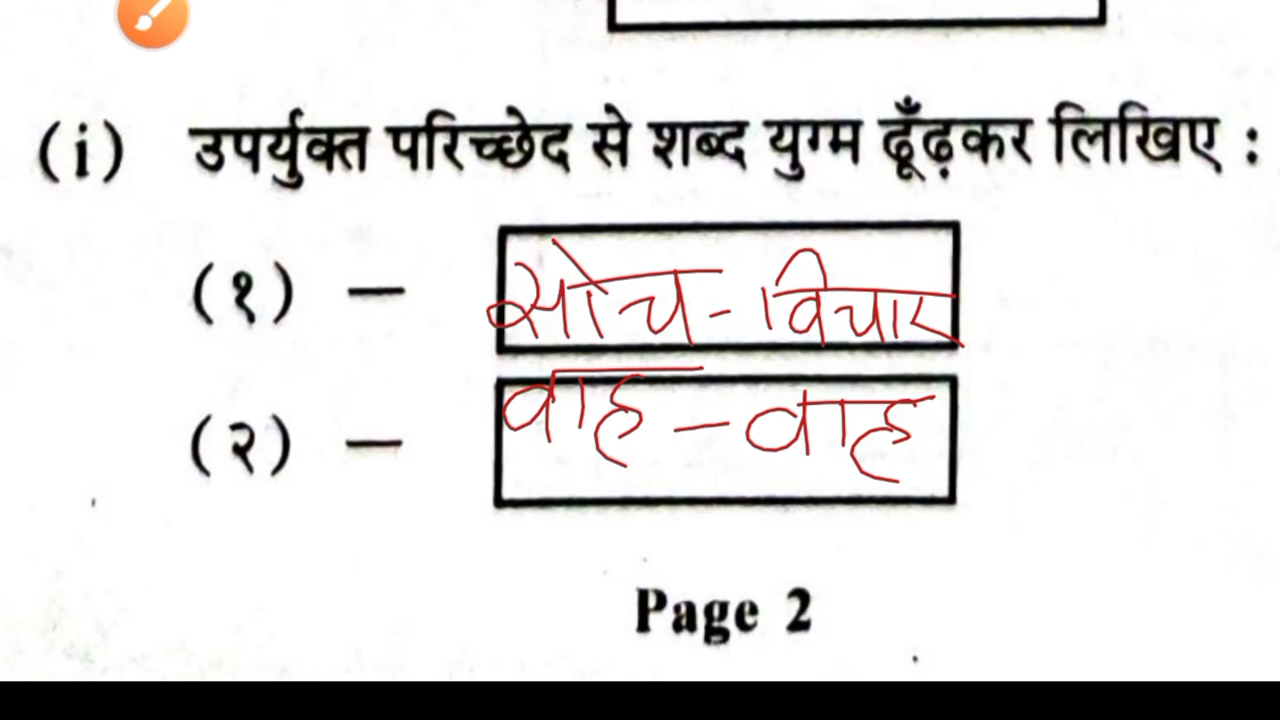 (i) उपर्युक्त परिच्छेद से शब्द युग्म ढूँढ़कर लिखिए :
(१) — सोच - विचार
(२) — वाह - वाह
Page 2